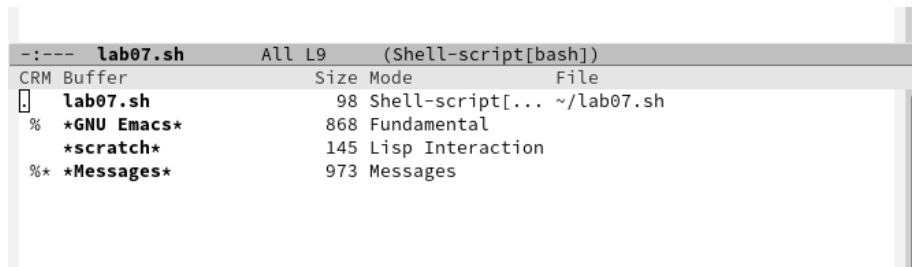 -:--- lab07.sh All L9 (Shell-script[bash])
CRM Buffer Size Mode File
. lab07.sh 98 Shell-script[... ~/lab07.sh
% *GNU Emacs* 868 Fundamental
*scratch* 145 Lisp Interaction
%* *Messages* 973 Messages